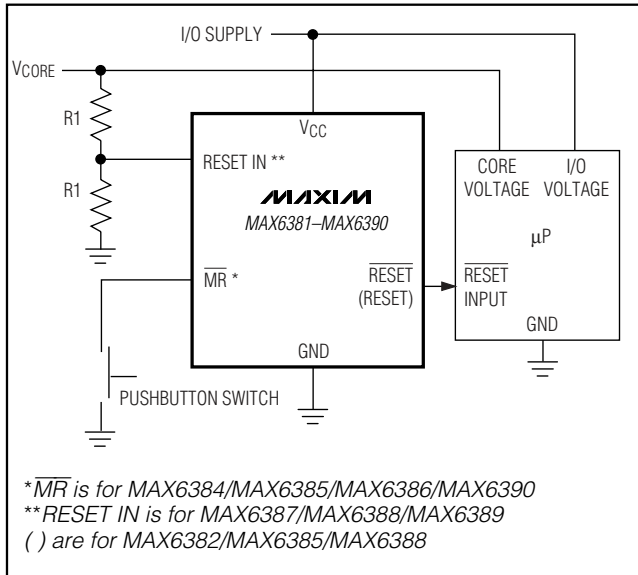 I/O SUPPLY
VCORE
R1
VCC
RESET IN **
CORE VOLTAGE
I/O VOLTAGE
R1
MAXIM
MAX6381–MAX6390
µP
MR *
RESET
(RESET)
RESET
INPUT
GND
GND
PUSHBUTTON SWITCH
*MR is for MAX6384/MAX6385/MAX6386/MAX6390
**RESET IN is for MAX6387/MAX6388/MAX6389
( ) are for MAX6382/MAX6385/MAX6388